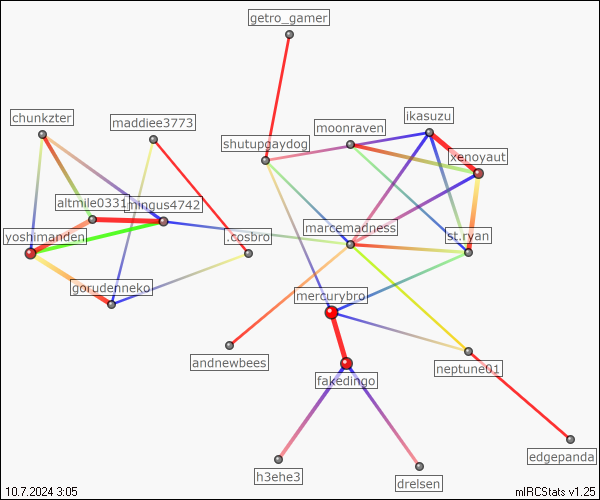 getro_gamer
chunkzter
maddiee3773
ikasuzu
moonraven
shutupgaydog
xenoyaut
altmile0331
mingus4742
marcemadness
yoshimanden
.cosbro
st.ryan
gorudenneko
mercurybro
andnewbees
neptune01
fakedingo
edgepanda
h3ehe3
drelsen
10.7.2024 3:05
mIRCStats v1.25